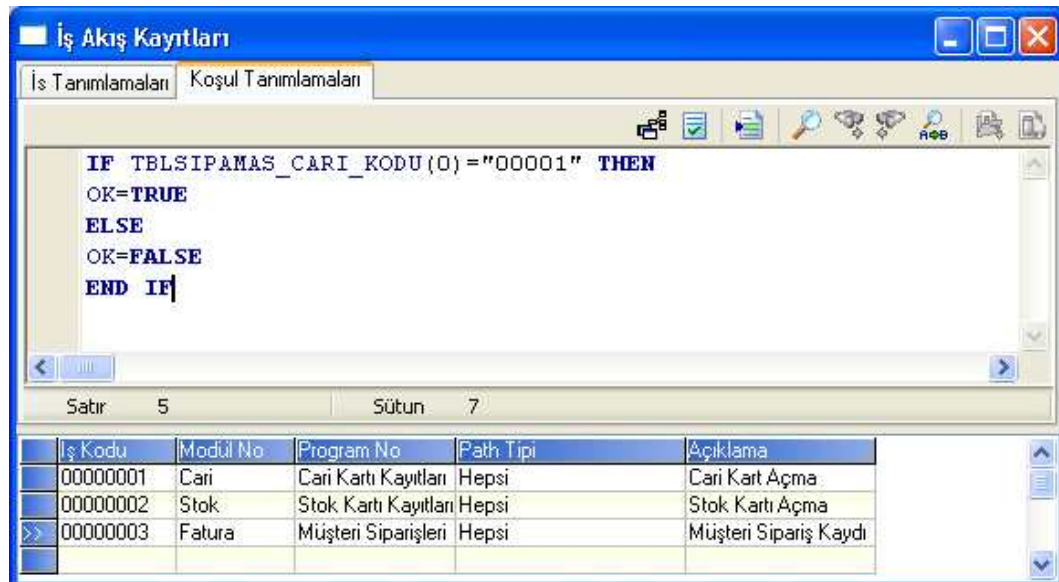 İş Akış Kayıtları
İs Tanımlamaları Koşul Tanımlamaları
IF TBLSIPAMAS_CARI_KODU(0)="00001" THEN
OK=TRUE
ELSE
OK=FALSE
END IF
Satır 5 Sütun 7
İş Kodu Modül No Program No Path Tipi Açıklama
00000001 Cari Cari Kartı Kayıtları Hepsi Cari Kart Açma
00000002 Stok Stok Kartı Kayıtları Hepsi Stok Kartı Açma
00000003 Fatura Müşteri Siparişleri Hepsi Müşteri Sipariş Kaydı